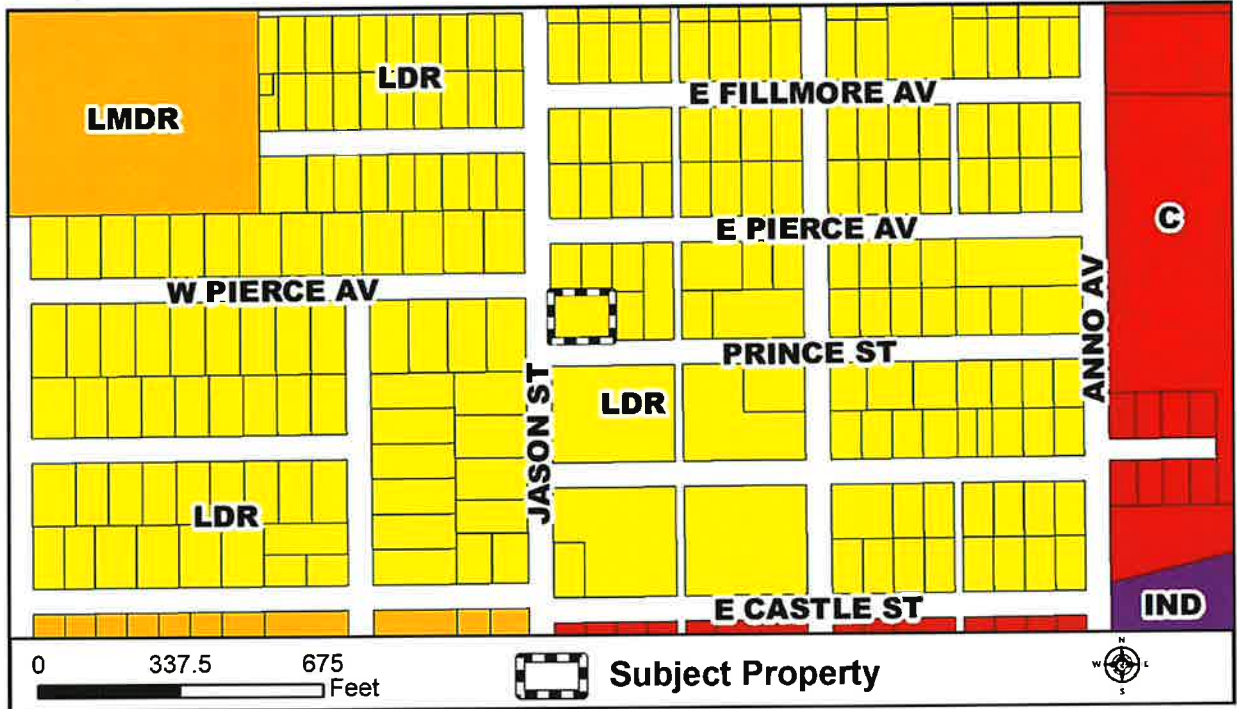 LDR
E FILLMORE AV
LMDR
C
E PIERCE AV
W PIERCE AV
ANNO AV
PRINCE ST
LDR
JASON ST
LDR
IND
E CASTLE ST
0 337.5 675
Feet
Subject Property
N
W E
S